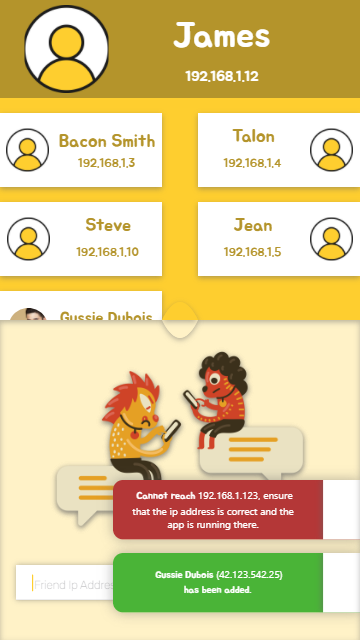 James
192.168.1.12
Bacon Smith
192.168.1.3
Talon
192.168.1.4
Steve
192.168.1.10
Jean
192.168.1.5
Gussie Dubois
Cannot reach 192.168.1.123, ensure
that the ip address is correct and the
app is running there.
Friend Ip Addres
Gussie Dubois (42.123.542.25)
has been added.